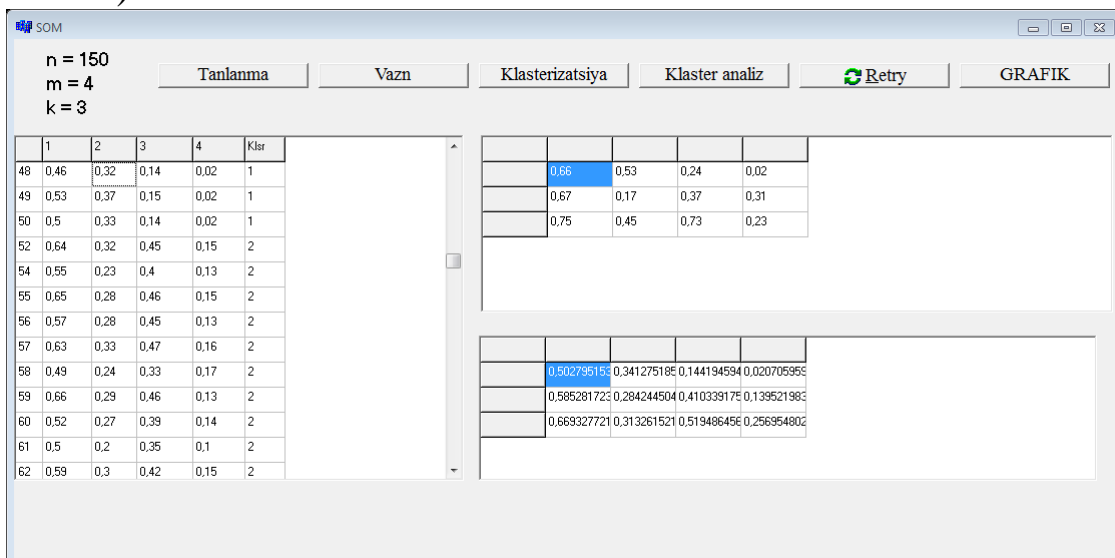 SOM
n = 150
m = 4
k = 3
Tanlanma Vazn Klasterizatsiya Klaster analiz Retry GRAFIK
1 2 3 4 Klsr
48 0,46 0,32 0,14 0,02 1
49 0,53 0,37 0,15 0,02 1
50 0,5 0,33 0,14 0,02 1
52 0,64 0,32 0,45 0,15 2
54 0,55 0,23 0,4 0,13 2
55 0,65 0,28 0,46 0,15 2
56 0,57 0,28 0,45 0,13 2
57 0,63 0,33 0,47 0,16 2
58 0,49 0,24 0,33 0,17 2
59 0,66 0,29 0,46 0,13 2
60 0,52 0,27 0,39 0,14 2
61 0,5 0,2 0,35 0,1 2
62 0,59 0,3 0,42 0,15 2
0,66 0,53 0,24 0,02
0,67 0,17 0,37 0,31
0,75 0,45 0,73 0,23
0,502795153 0,341275185 0,144194594 0,020705959
0,585281723 0,284244504 0,410339175 0,139521983
0,669327721 0,313261521 0,519486456 0,256954802